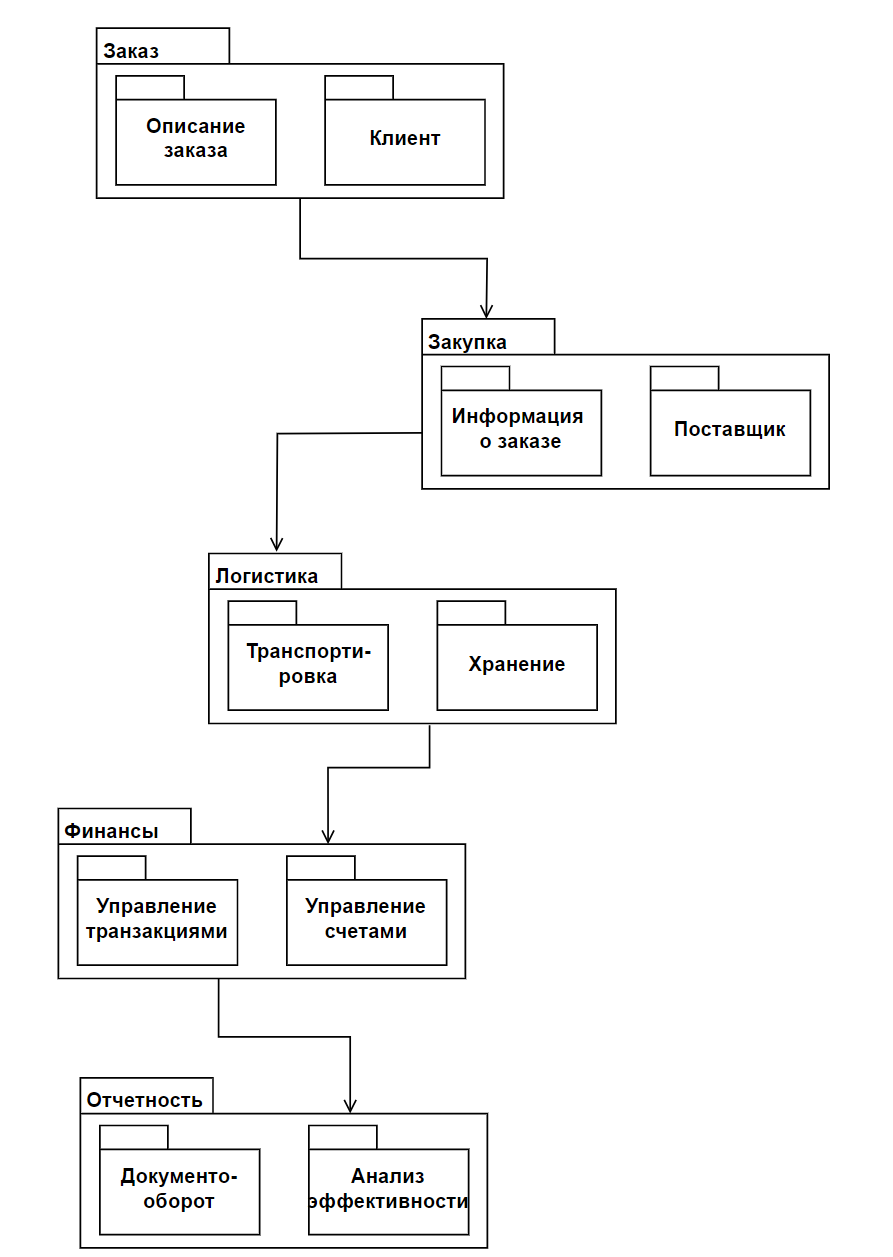 Заказ
Описание
заказа
Клиент
Закупка
Информация
о заказе
Поставщик
Логистика
Транспорти-
ровка
Хранение
Финансы
Управление
транзакциями
Управление
счетами
Отчетность
Документо-
оборот
Анализ
эффективности